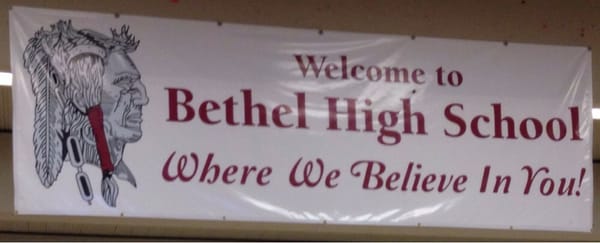 Welcome to
Bethel High School
Where We Believe In You!